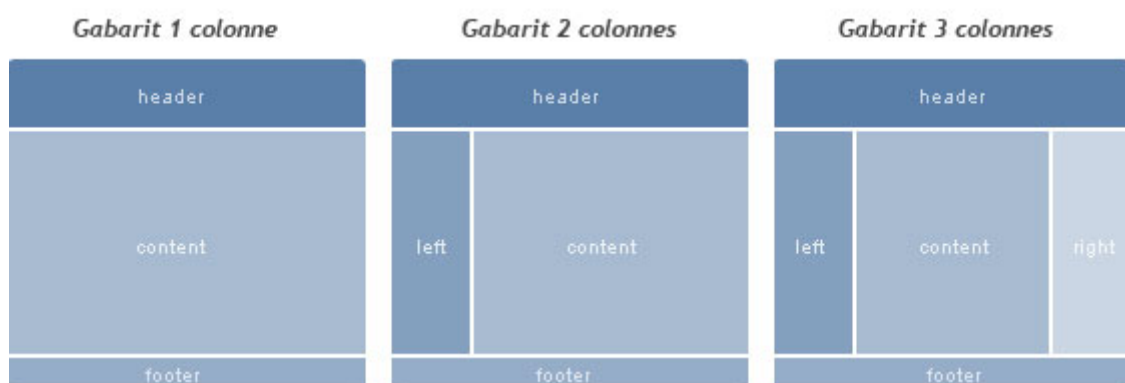 Gabarit 1 colonne
header
content
footer
Gabarit 2 colonnes
header
left
content
footer
Gabarit 3 colonnes
header
left
content
right
footer